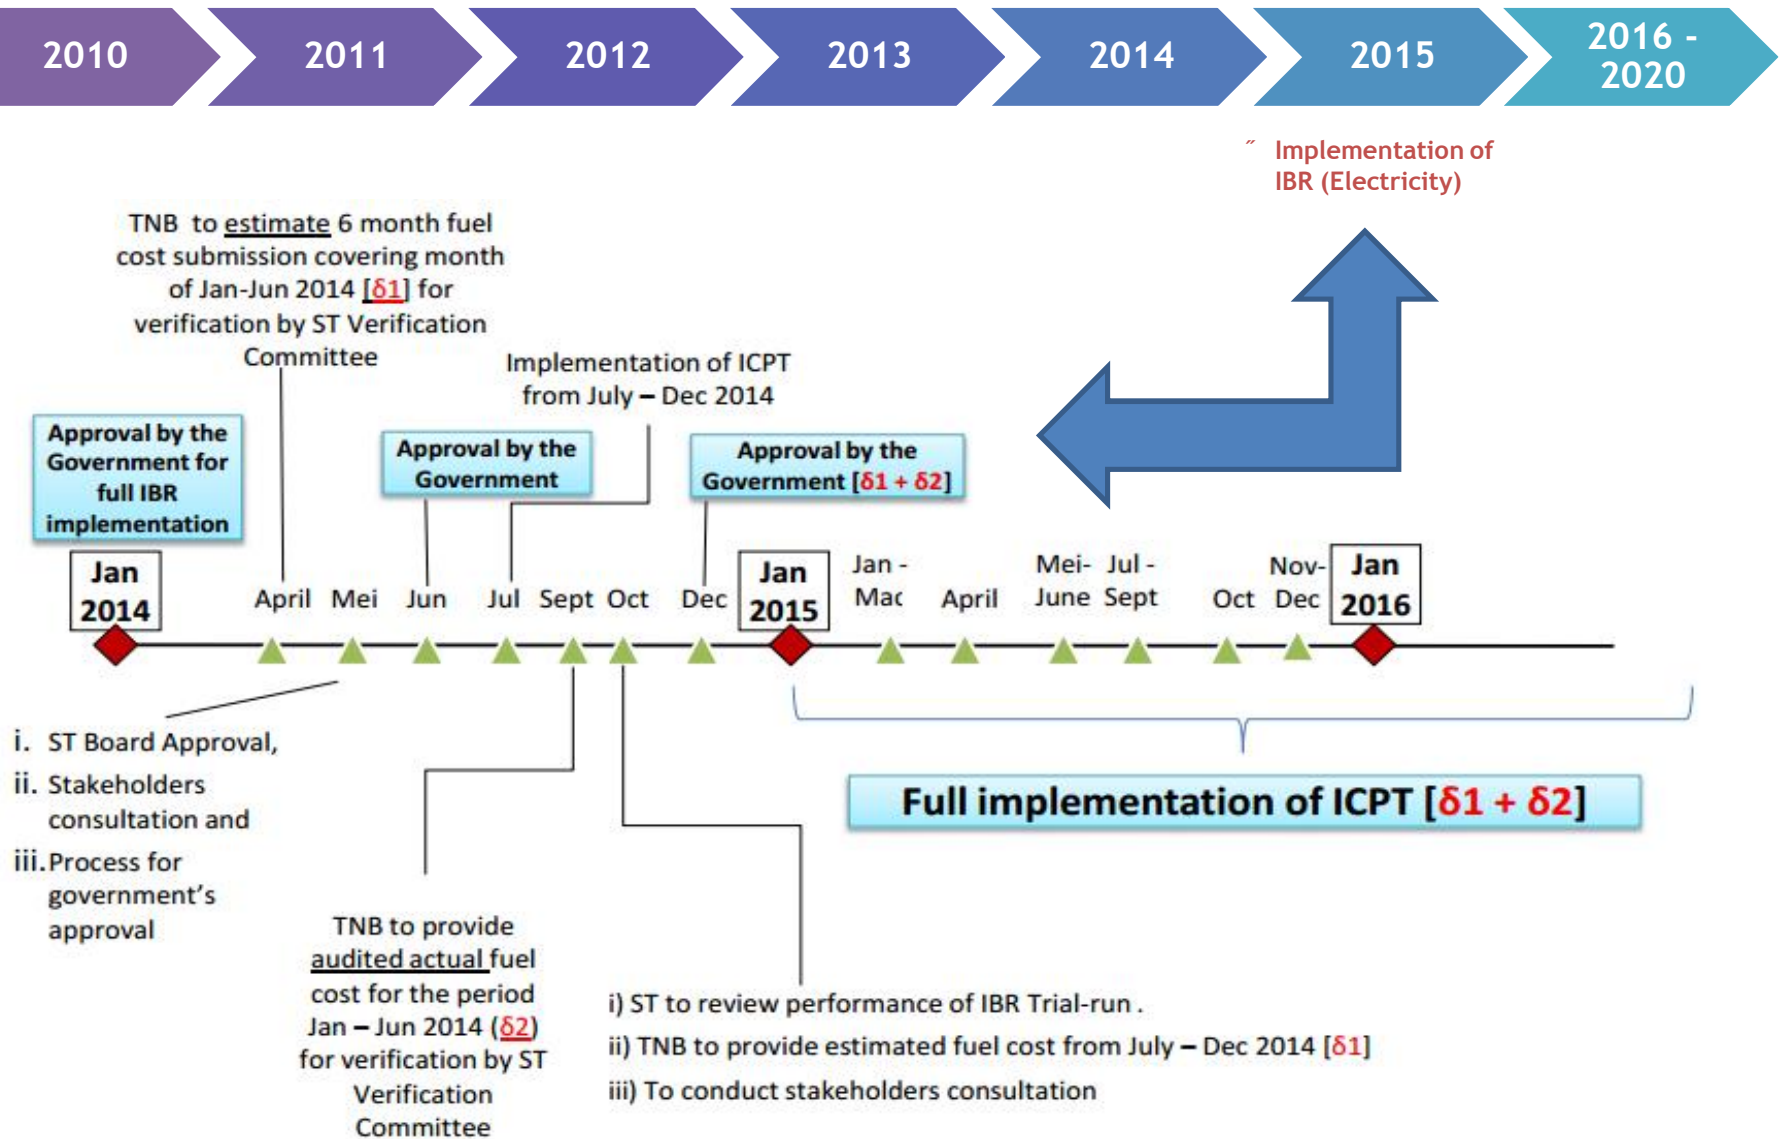 2010
2011
2012
2013
2014
2015
2016 -
2020
˝ Implementation of
IBR (Electricity)
TNB to estimate 6 month fuel
cost submission covering month
of Jan-Jun 2014 [δ1] for
verification by ST Verification
Committee
Implementation of ICPT
from July – Dec 2014
Approval by the
Government for
full IBR
implementation
Approval by the
Government
Approval by the
Government [δ1 + δ2]
Jan
2014
April
Mei
Jun
Jul
Sept
Oct
Dec
Jan
2015
Jan -
Mac
April
Mei-
June
Jul -
Sept
Oct
Nov-
Dec
Jan
2016
i. ST Board Approval,
ii. Stakeholders
consultation and
iii. Process for
government's
approval
Full implementation of ICPT [δ1 + δ2]
TNB to provide
audited actual fuel
cost for the period
Jan – Jun 2014 (δ2)
for verification by ST
Verification
Committee
i) ST to review performance of IBR Trial-run .
ii) TNB to provide estimated fuel cost from July – Dec 2014 [δ1]
iii) To conduct stakeholders consultation